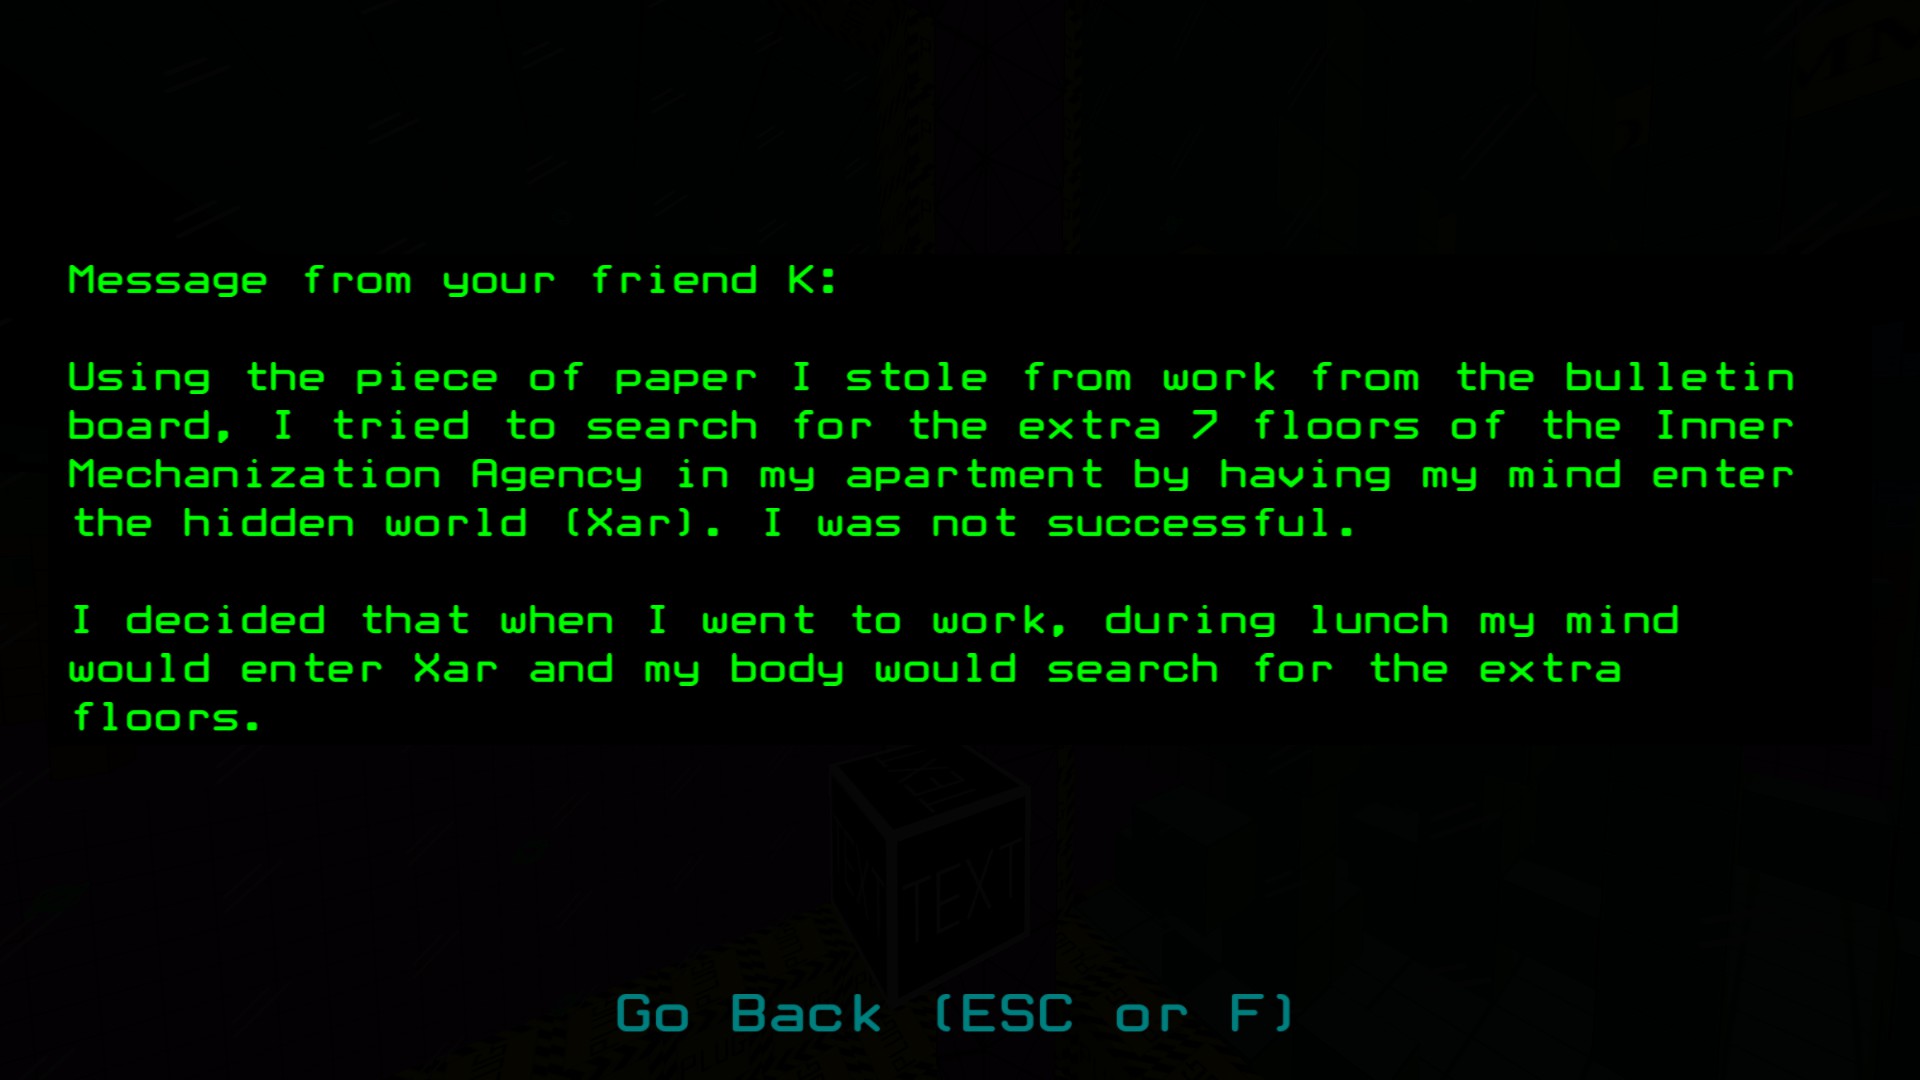 Message from your friend K:
Using the piece of paper I stole from work from the bulletin
board, I tried to search for the extra 7 floors of the Inner
Mechanization Agency in my apartment by having my mind enter
the hidden world (Xar). I was not successful.
I decided that when I went to work, during lunch my mind
would enter Xar and my body would search for the extra
floors.
TEXT
TEXT
TEXT
Go Back (ESC or F)